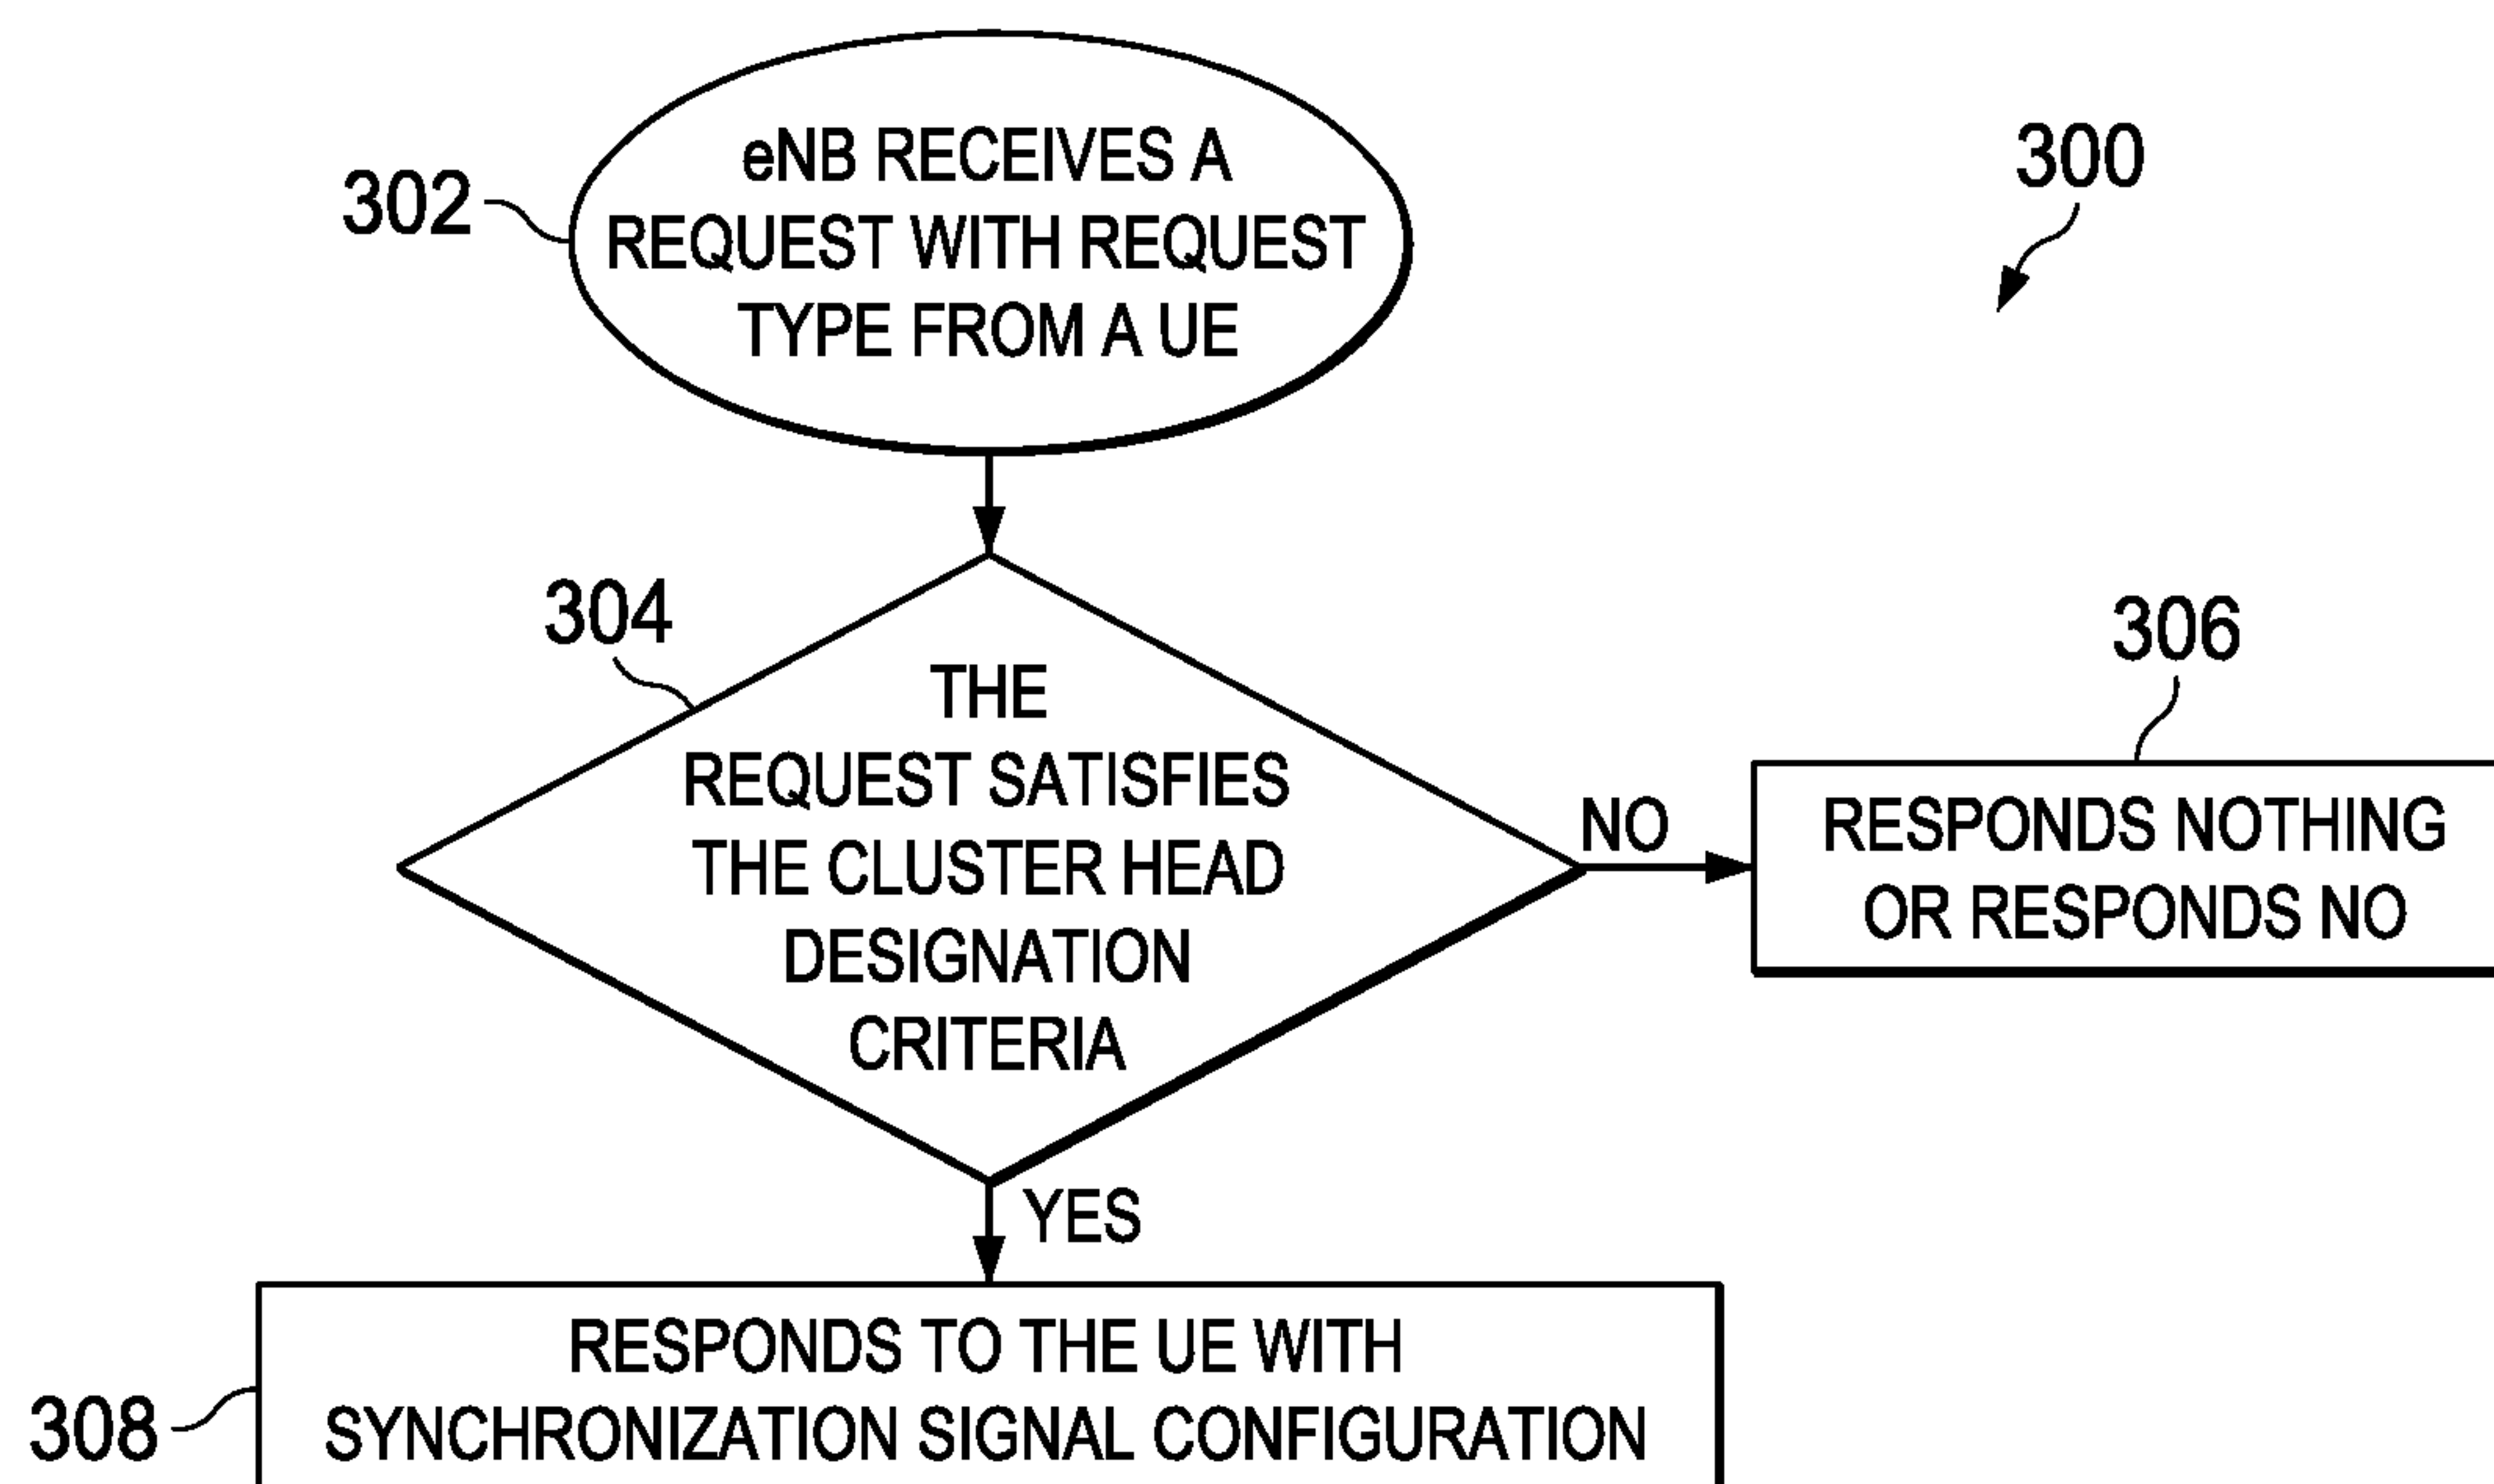 302
eNB RECEIVES A
REQUEST WITH REQUEST
TYPE FROM A UE
300
304
THE
REQUEST SATISFIES
THE CLUSTER HEAD
DESIGNATION
CRITERIA
NO
306
RESPONDS NOTHING
OR RESPONDS NO
YES
308
RESPONDS TO THE UE WITH
SYNCHRONIZATION SIGNAL CONFIGURATION